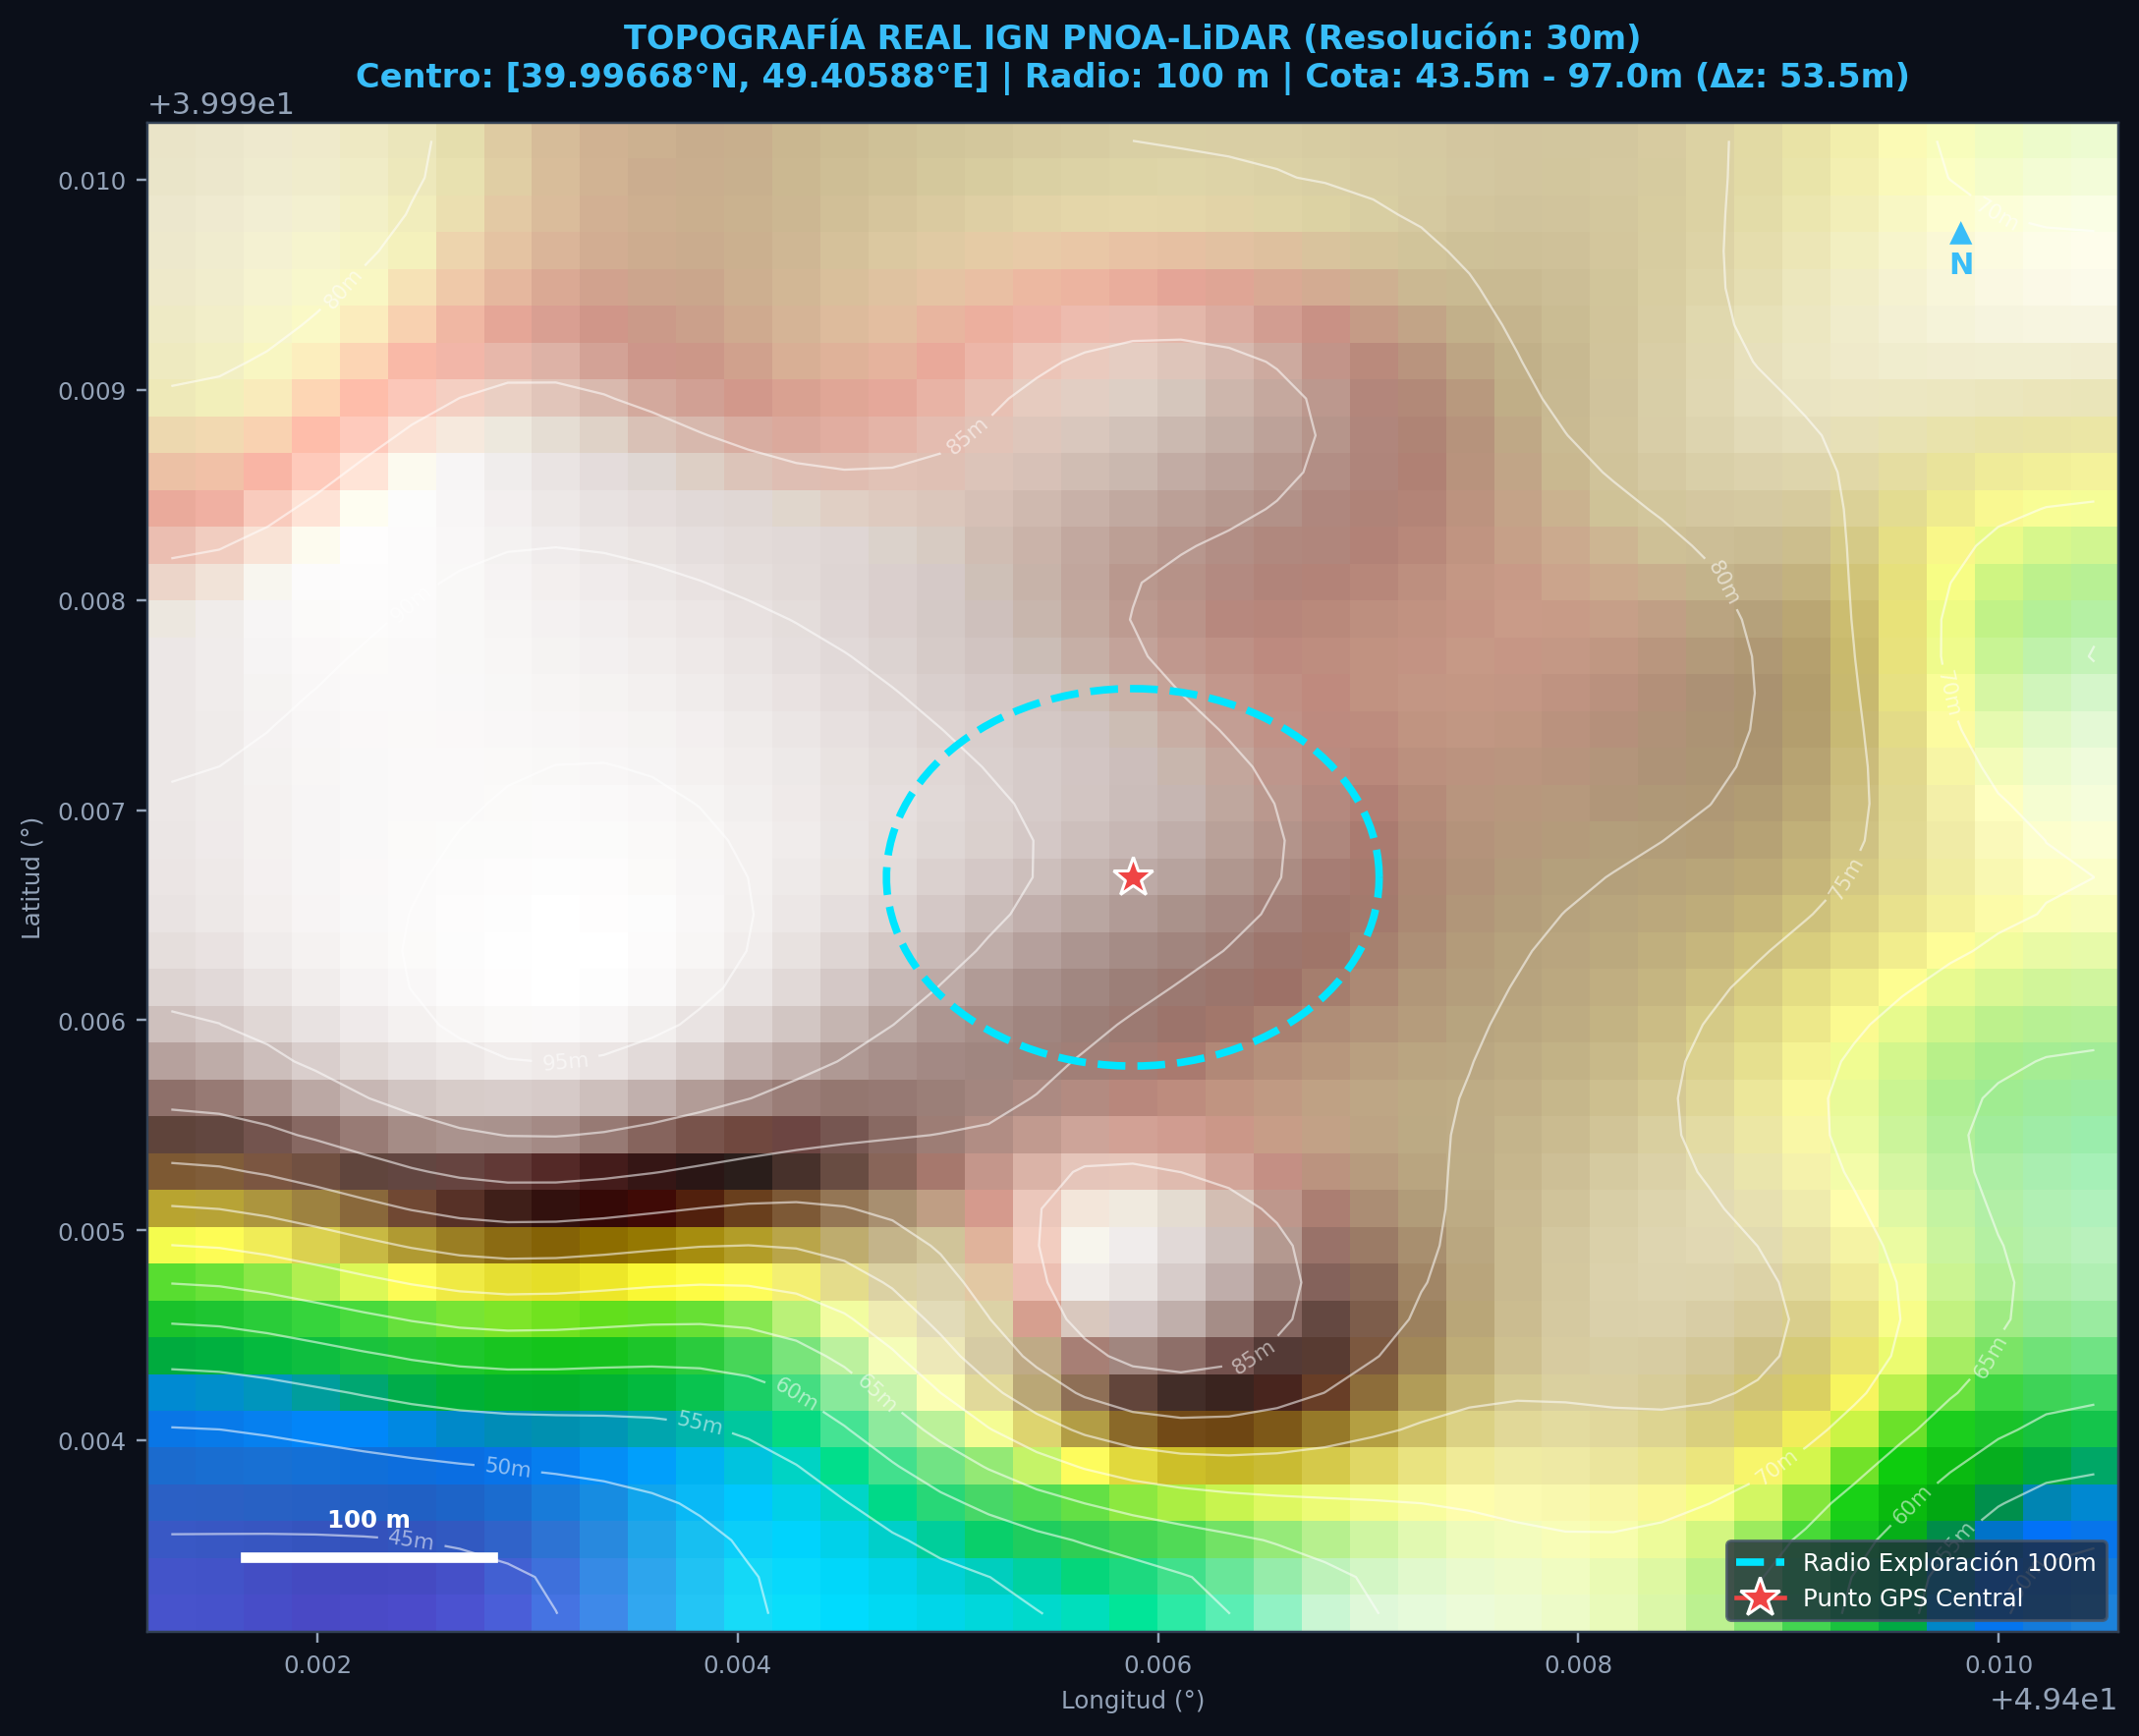 TOPOGRAFÍA REAL IGN PNOA-LiDAR (Resolución: 30m)
Centro: [39.99668°N, 49.40588°E] | Radio: 100 m | Cota: 43.5m - 97.0m (Δz: 53.5m)
+3.999e1
0.010
0.009
0.008
0.007
0.006
0.005
0.004
Latitud (°)
N
80m
85m
80m
70m
75m
95m
85m
65m
60m
65m
55m
70m
50m
60m
45m
55m
100 m
Radio Exploración 100m
Punto GPS Central
0.002
0.004
0.006
0.008
0.010
Longitud (°)
+4.94e1